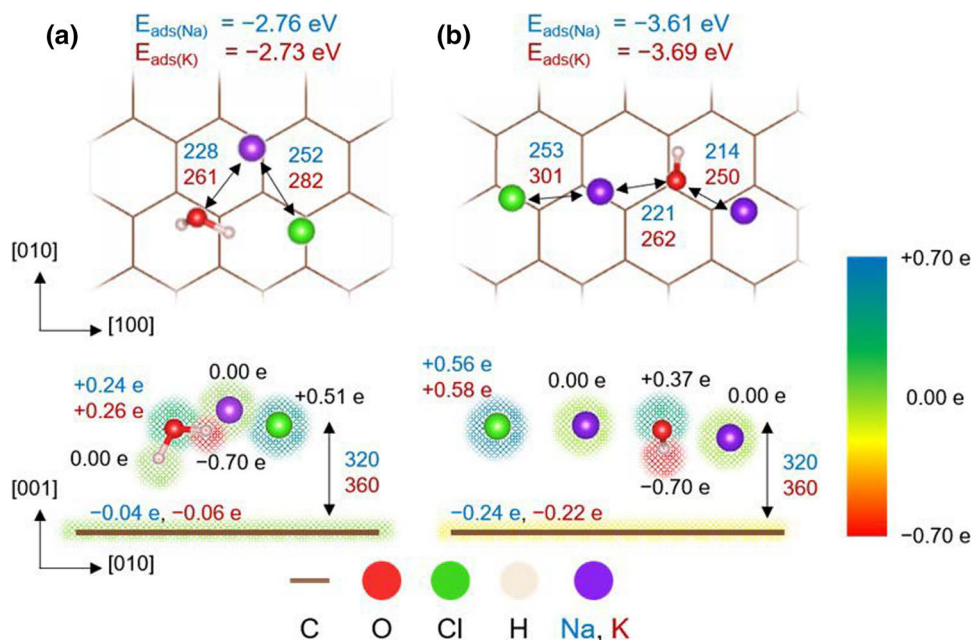 (a)
E_ads(Na) = −2.76 eV
E_ads(K) = −2.73 eV
228
261
252
282
[010]
[100]
(b)
E_ads(Na) = −3.61 eV
E_ads(K) = −3.69 eV
253
301
221
262
214
250
+0.24 e
+0.26 e
0.00 e
+0.51 e
0.00 e
−0.70 e
320
360
−0.04 e, −0.06 e
[001]
[010]
+0.56 e
+0.58 e
0.00 e
+0.37 e
0.00 e
−0.70 e
320
360
−0.24 e, −0.22 e
+0.70 e
0.00 e
−0.70 e
C O Cl H Na, K